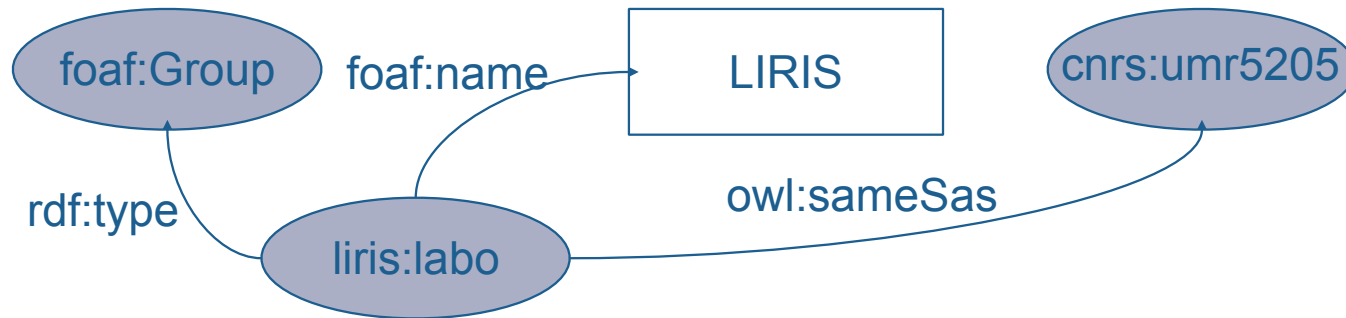 foaf:Group
foaf:name
LIRIS
cnrs:umr5205
rdf:type
owl:sameSas
liris:labo